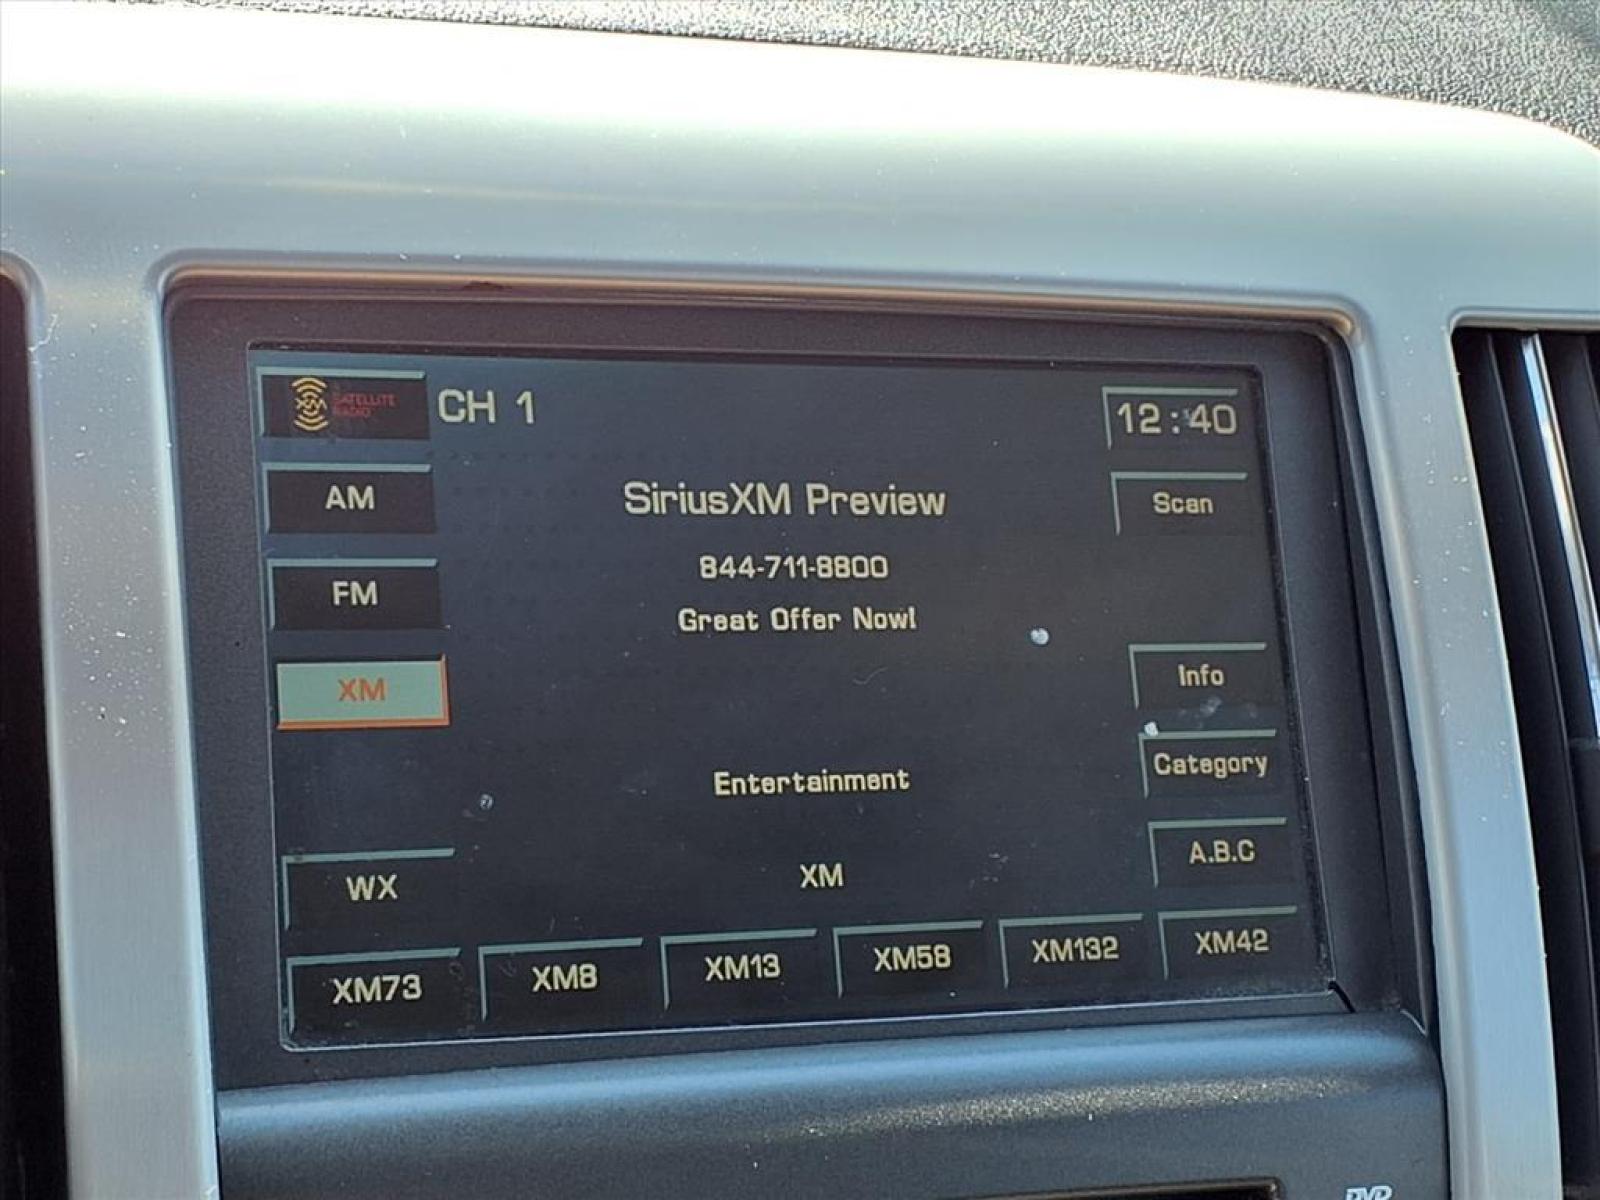 XM SATELLITE RADIO
CH 1
12:40
AM
SiriusXM Preview
Scan
844-711-8800
FM
Great Offer Now!
XM
Info
Entertainment
Category
WX
XM
A.B.C
XM73
XM8
XM13
XM58
XM132
XM42
DVD